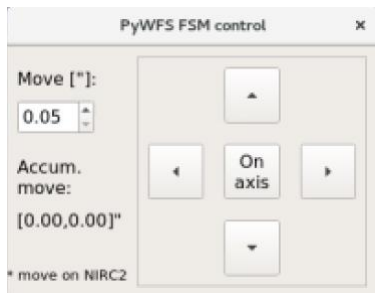 PyWFS FSM control ×
Move ["]:
0.05
Accum.
move:
[0.00,0.00]"
* move on NIRC2
On
axis